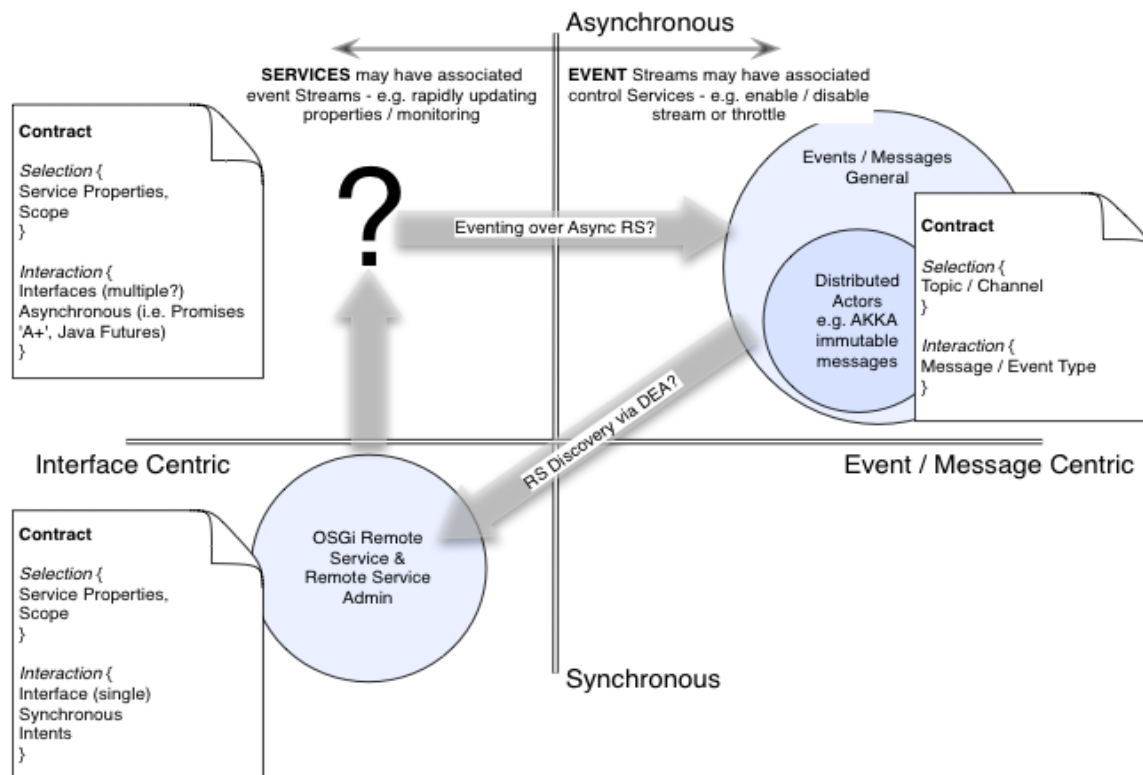 Asynchronous
SERVICES may have associated
event Streams - e.g. rapidly updating
properties / monitoring
EVENT Streams may have associated
control Services - e.g. enable / disable
stream or throttle
Contract
Selection {
Service Properties,
Scope
}
Interaction {
Interfaces (multiple?)
Asynchronous (i.e. Promises
'A+', Java Futures)
}
?
Eventing over Async RS?
Events / Messages
General
Distributed
Actors
e.g. AKKA
immutable
messages
Contract
Selection {
Topic / Channel
}
Interaction {
Message / Event Type
}
RS Discovery via DEA?
Interface Centric
Event / Message Centric
Contract
Selection {
Service Properties,
Scope
}
Interaction {
Interface (single)
Synchronous
Intents
}
OSGi Remote
Service &
Remote Service
Admin
Synchronous